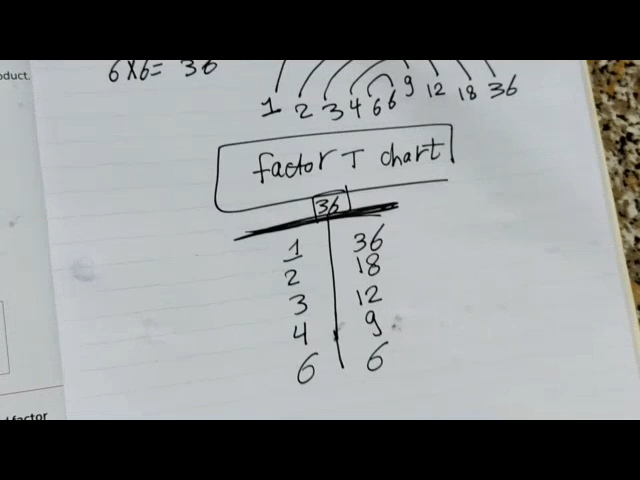 oduct.
6x6= 36
1 2 3 4 6 6 9 12 18 36
factor T chart
36
1 36
2 18
3 12
4 9
6 6
factor